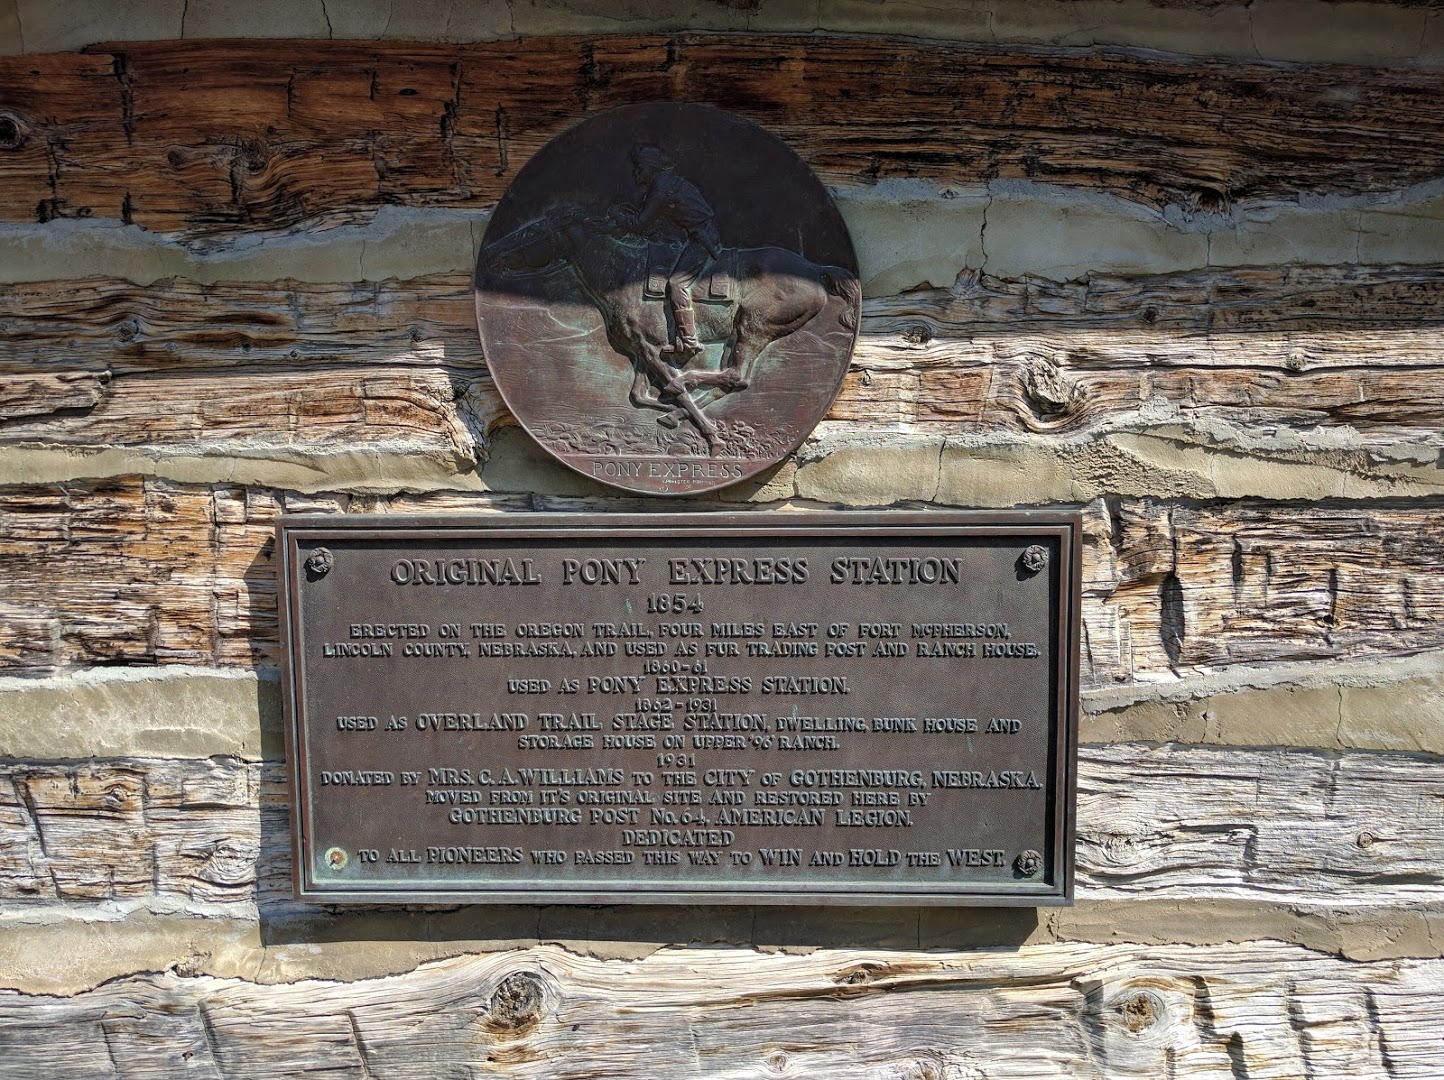 PONY EXPRESS
ORIGINAL PONY EXPRESS STATION
1854
ERECTED ON THE OREGON TRAIL, FOUR MILES EAST OF FORT McPHERSON,
LINCOLN COUNTY, NEBRASKA, AND USED AS FUR TRADING POST AND RANCH HOUSE.
1860-61
USED AS PONY EXPRESS STATION.
1862-1931
USED AS OVERLAND TRAIL STAGE STATION, DWELLING, BUNK HOUSE AND
STORAGE HOUSE ON UPPER "96" RANCH.
1931
DONATED BY MRS. C. A. WILLIAMS TO THE CITY OF GOTHENBURG, NEBRASKA.
MOVED FROM IT'S ORIGINAL SITE AND RESTORED HERE BY
GOTHENBURG POST No. 64, AMERICAN LEGION.
DEDICATED
TO ALL PIONEERS WHO PASSED THIS WAY TO WIN AND HOLD THE WEST.